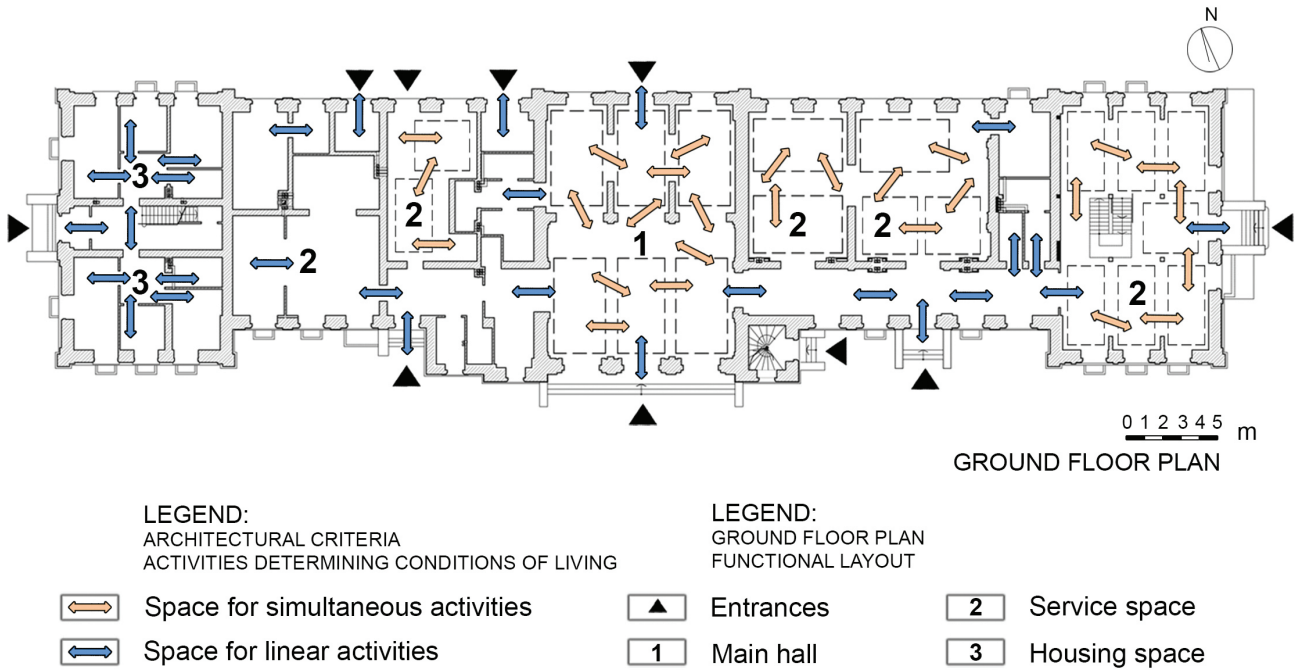 N
3
3
2
2
1
2
2
2
0 1 2 3 4 5 m
GROUND FLOOR PLAN
LEGEND:
ARCHITECTURAL CRITERIA
ACTIVITIES DETERMINING CONDITIONS OF LIVING
Space for simultaneous activities
Space for linear activities
LEGEND:
GROUND FLOOR PLAN
FUNCTIONAL LAYOUT
Entrances
1 Main hall
2 Service space
3 Housing space